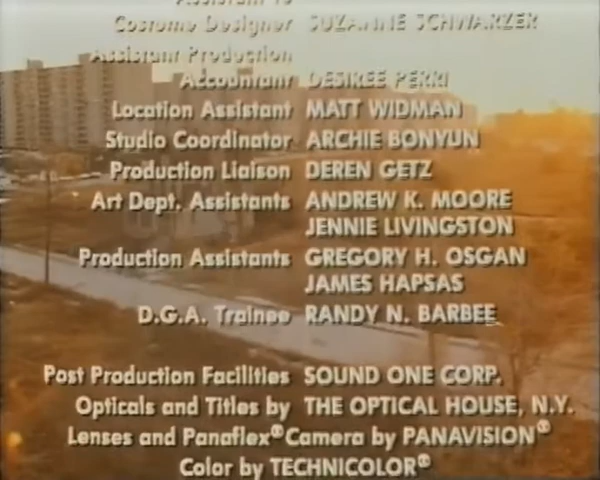 Assistant to
Costume Designer SUZANNE SCHWARZER
Assistant Production
Accountant DESIREE PERRI
Location Assistant MATT WIDMAN
Studio Coordinator ARCHIE BONYUN
Production Liaison DEREN GETZ
Art Dept. Assistants ANDREW K. MOORE
JENNIE LIVINGSTON
Production Assistants GREGORY H. OSGAN
JAMES HAPSAS
D.G.A. Trainee RANDY N. BARBEE
Post Production Facilities SOUND ONE CORP.
Opticals and Titles by THE OPTICAL HOUSE, N.Y.
Lenses and Panaflex® Camera by PANAVISION®
Color by TECHNICOLOR®